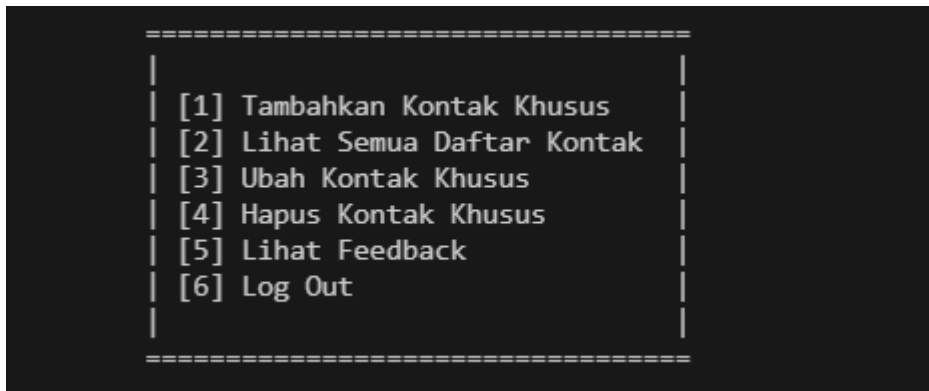 ==================================
|                                 |
| [1] Tambahkan Kontak Khusus     |
| [2] Lihat Semua Daftar Kontak   |
| [3] Ubah Kontak Khusus          |
| [4] Hapus Kontak Khusus         |
| [5] Lihat Feedback              |
| [6] Log Out                     |
|                                 |
==================================